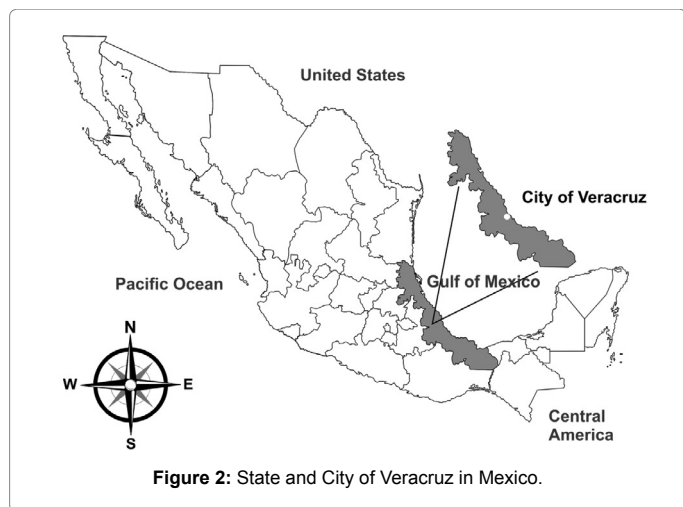 United States
City of Veracruz
Gulf of Mexico
Pacific Ocean
N
W
E
S
Central
America
Figure 2: State and City of Veracruz in Mexico.